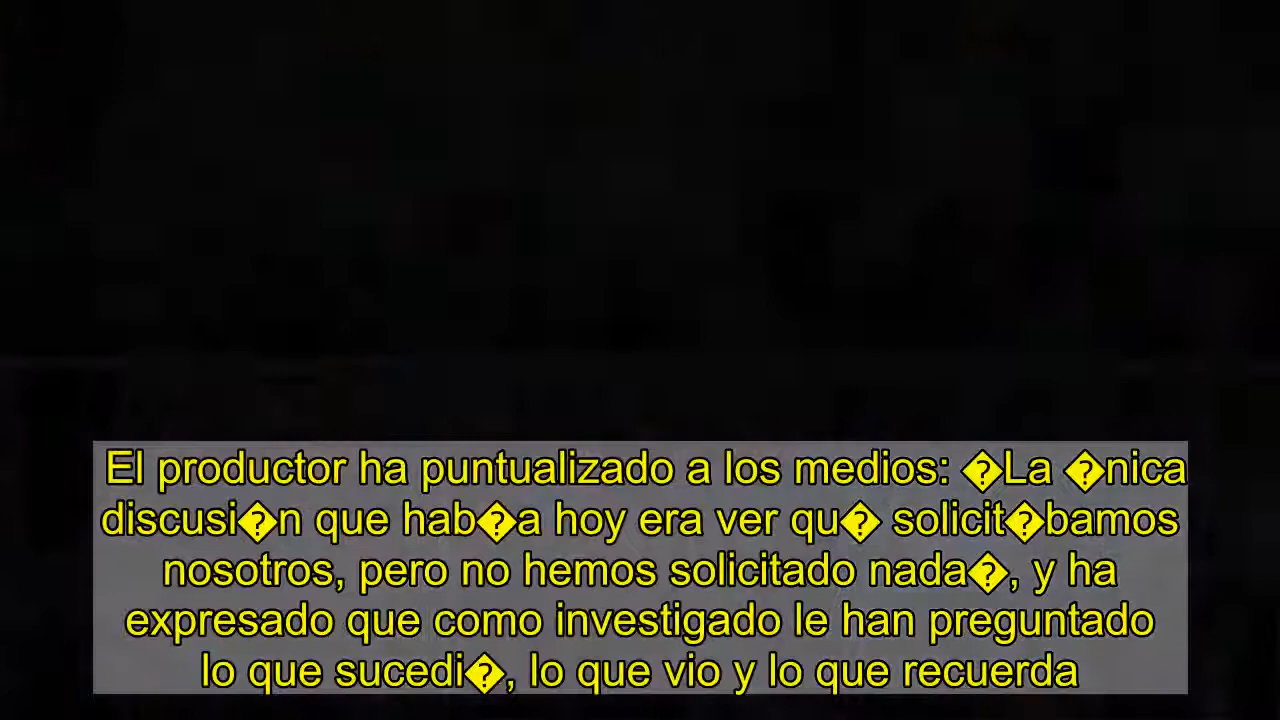 El productor ha puntualizado a los medios: �La �nica
discusi�n que hab�a hoy era ver qu� solicit�bamos
nosotros, pero no hemos solicitado nada�, y ha
expresado que como investigado le han preguntado
lo que sucedi�, lo que vio y lo que recuerda